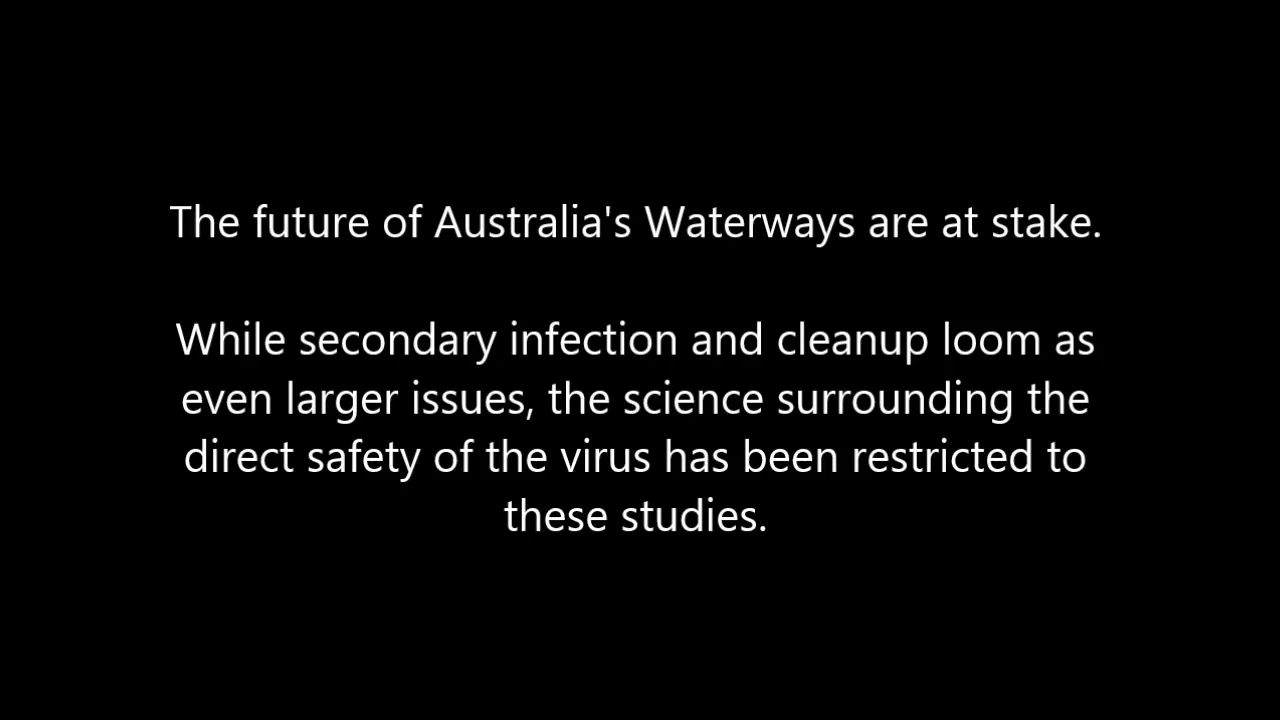 The future of Australia's Waterways are at stake.
While secondary infection and cleanup loom as
even larger issues, the science surrounding the
direct safety of the virus has been restricted to
these studies.